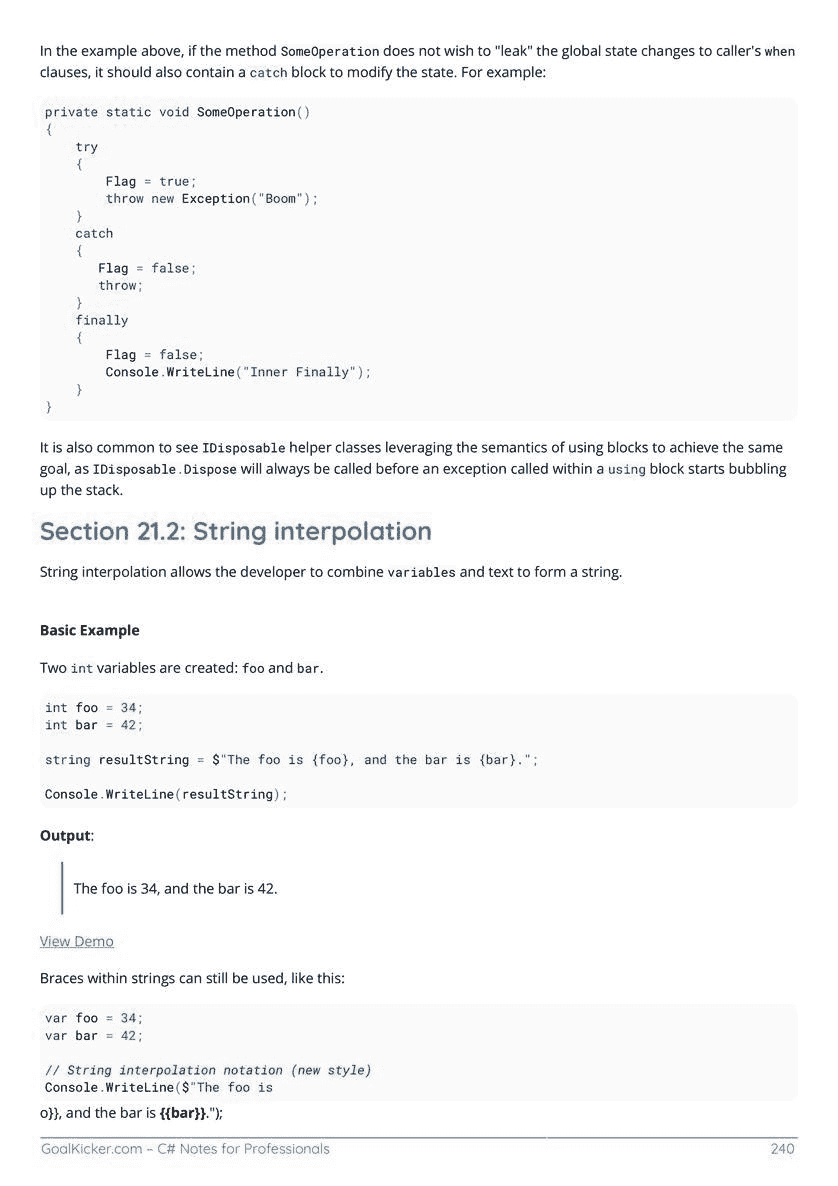 In the example above, if the method SomeOperation does not wish to "leak" the global state changes to caller's when
clauses, it should also contain a catch block to modify the state. For example:
private static void SomeOperation()
{
    try
    {
        Flag = true;
        throw new Exception("Boom");
    }
    catch
    {
       Flag = false;
       throw;
    }
    finally
    {
        Flag = false;
        Console.WriteLine("Inner Finally");
    }
}
It is also common to see IDisposable helper classes leveraging the semantics of using blocks to achieve the same
goal, as IDisposable.Dispose will always be called before an exception called within a using block starts bubbling
up the stack.
Section 21.2: String interpolation
String interpolation allows the developer to combine variables and text to form a string.
Basic Example
Two int variables are created: foo and bar.
int foo = 34;
int bar = 42;
string resultString = $"The foo is {foo}, and the bar is {bar}.";
Console.WriteLine(resultString);
Output:
The foo is 34, and the bar is 42.
View Demo
Braces within strings can still be used, like this:
var foo = 34;
var bar = 42;
// String interpolation notation (new style)
Console.WriteLine($"The foo is
o}}, and the bar is {{bar}}.");
GoalKicker.com – C# Notes for Professionals 240